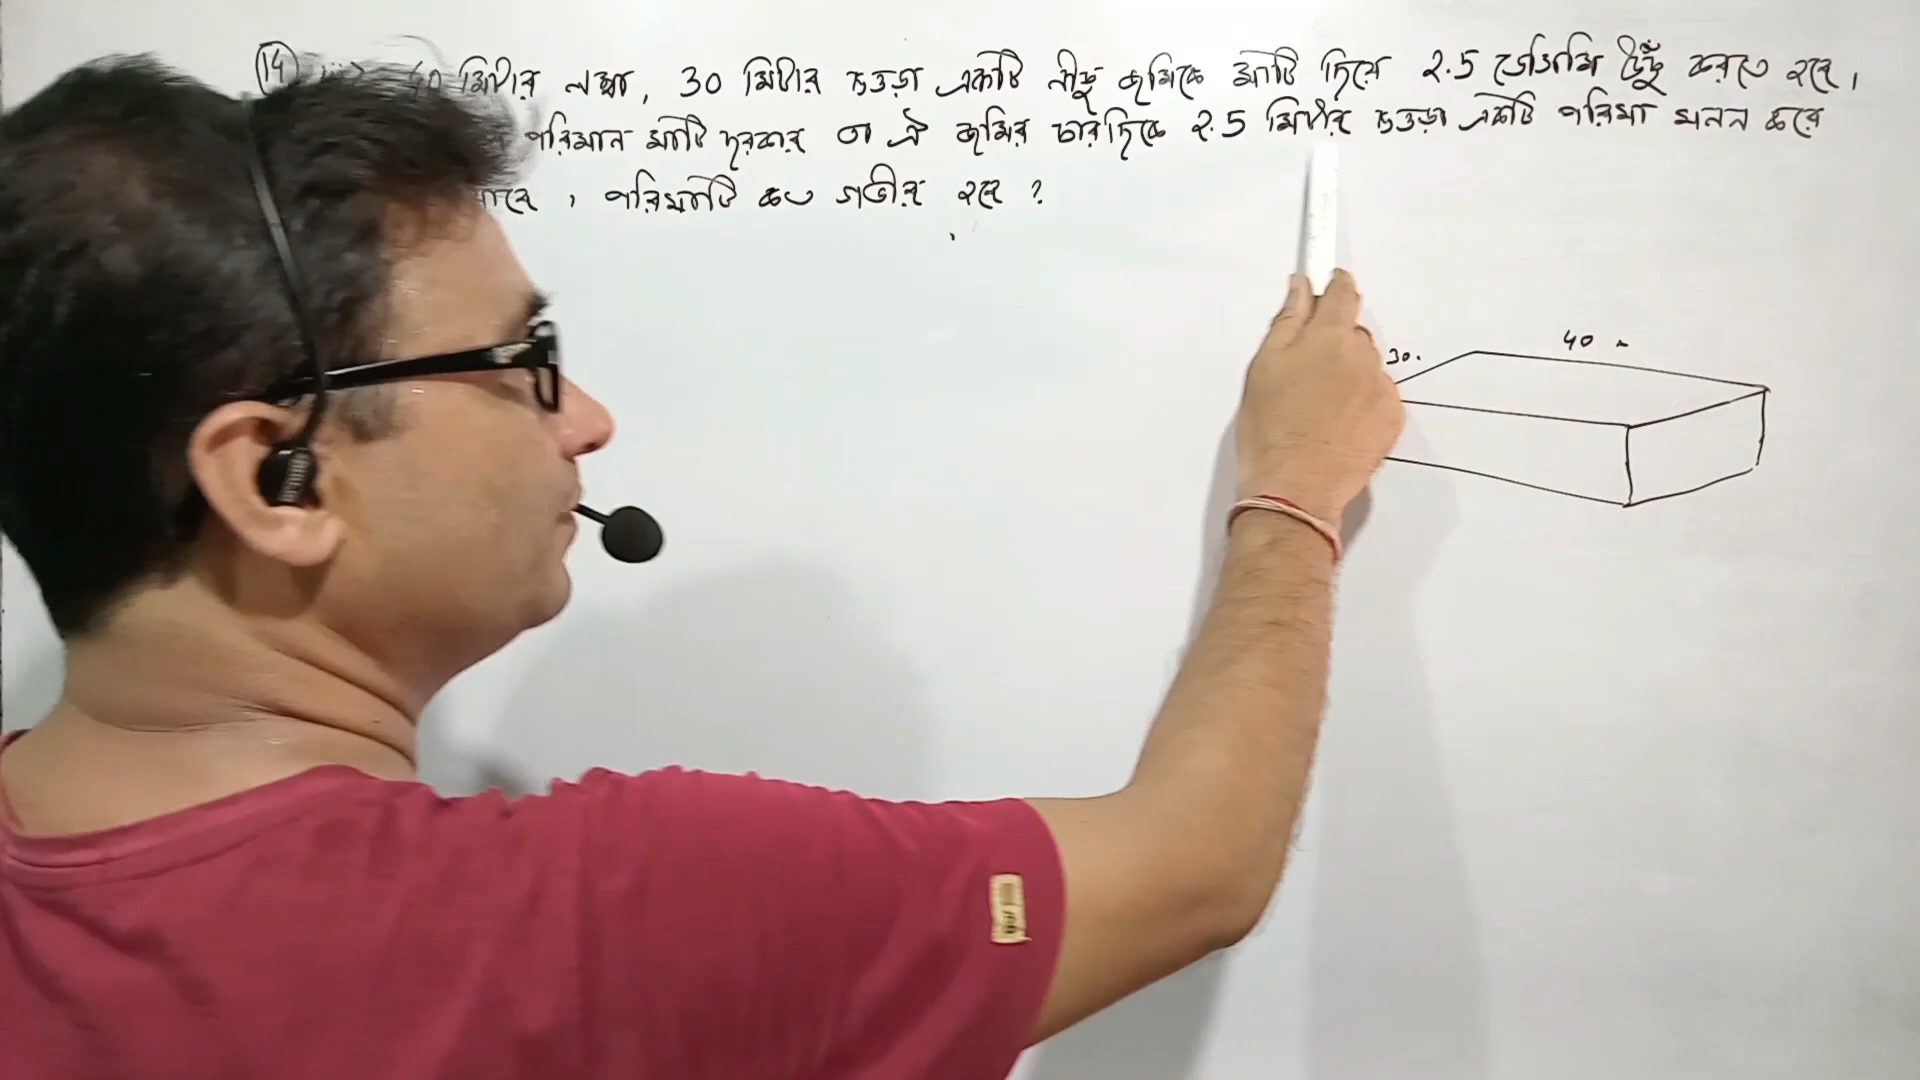 (14) 40 মিটার লম্বা, 30 মিটার চওড়া একটি নীচু জমিকে মাটি দিয়ে 2.5 ডেসিমি উঁচু করতে হবে,
পরিমান মাটি দরকার তা ঐ জমির চারদিকে 2.5 মিটার চওড়া একটি পরিখা খনন করে
পরিখাটি কত গভীর হবে ?
40
30.